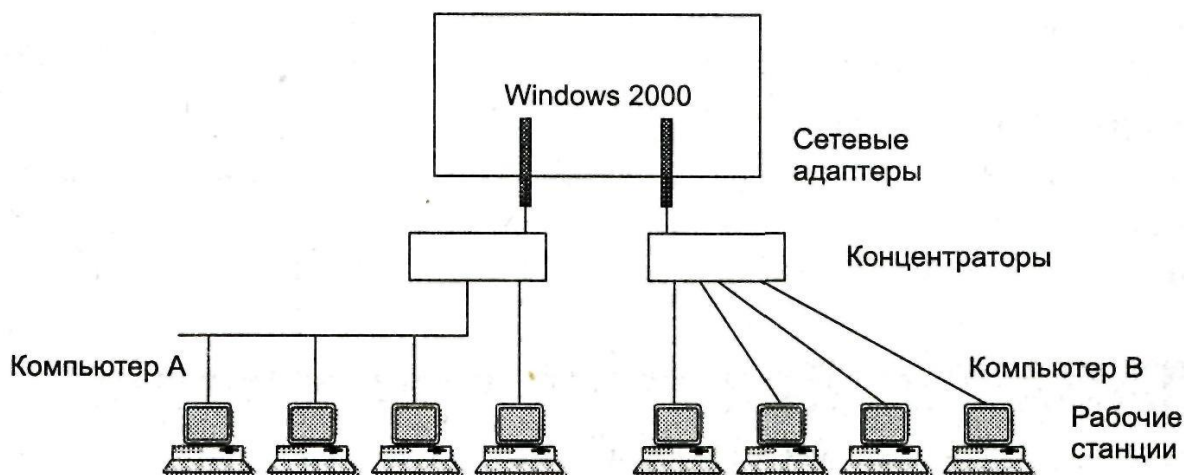 Windows 2000
Сетевые
адаптеры
Концентраторы
Компьютер А
Компьютер В
Рабочие
станции